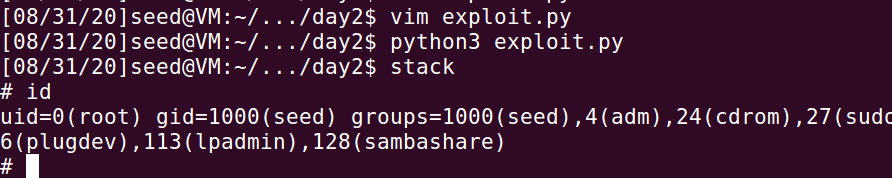 [08/31/20]seed@VM:~/.../day2$ vim exploit.py
[08/31/20]seed@VM:~/.../day2$ python3 exploit.py
[08/31/20]seed@VM:~/.../day2$ stack
# id
uid=0(root) gid=1000(seed) groups=1000(seed),4(adm),24(cdrom),27(sudo
6(plugdev),113(lpadmin),128(sambashare)
#